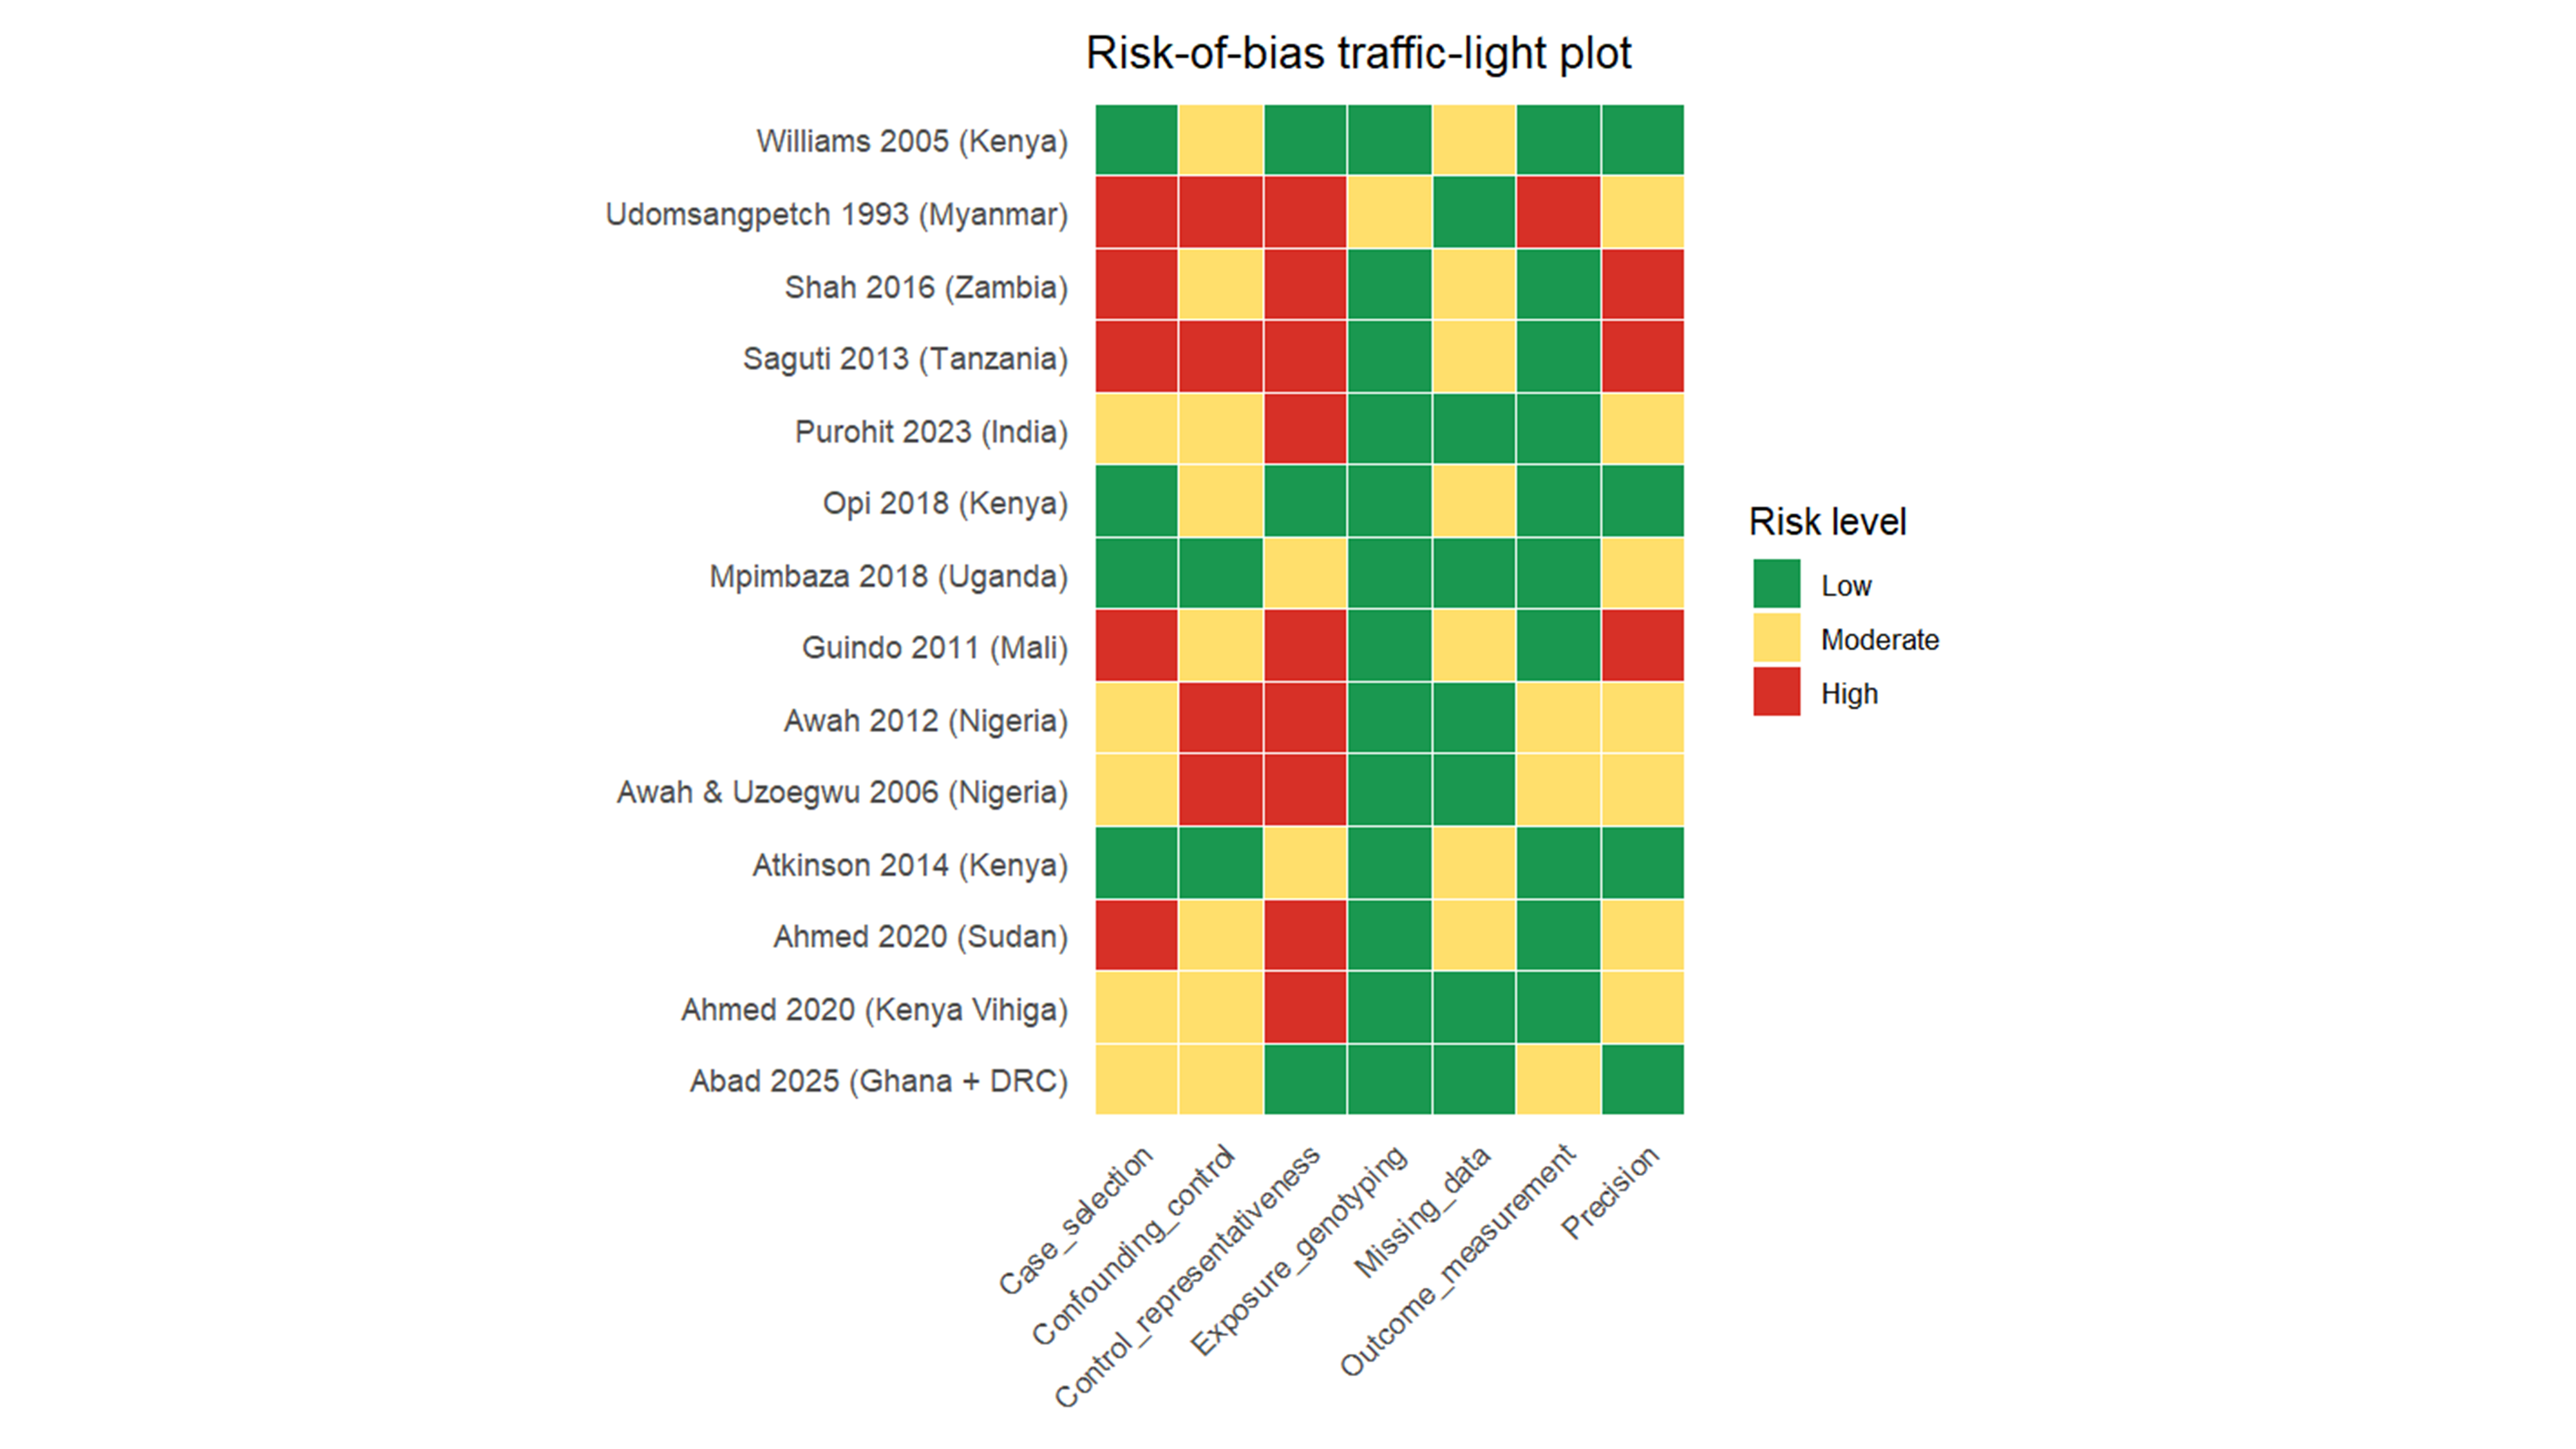 Risk-of-bias traffic-light plot
Williams 2005 (Kenya)
Udomsangpetch 1993 (Myanmar)
Shah 2016 (Zambia)
Saguti 2013 (Tanzania)
Purohit 2023 (India)
Opi 2018 (Kenya)
Mpimbaza 2018 (Uganda)
Guindo 2011 (Mali)
Awah 2012 (Nigeria)
Awah & Uzoegwu 2006 (Nigeria)
Atkinson 2014 (Kenya)
Ahmed 2020 (Sudan)
Ahmed 2020 (Kenya Vihiga)
Abad 2025 (Ghana + DRC)
Case_selection
Confounding_control
Control_representativeness
Exposure_genotyping
Missing_data
Outcome_measurement
Precision
Risk level
Low
Moderate
High